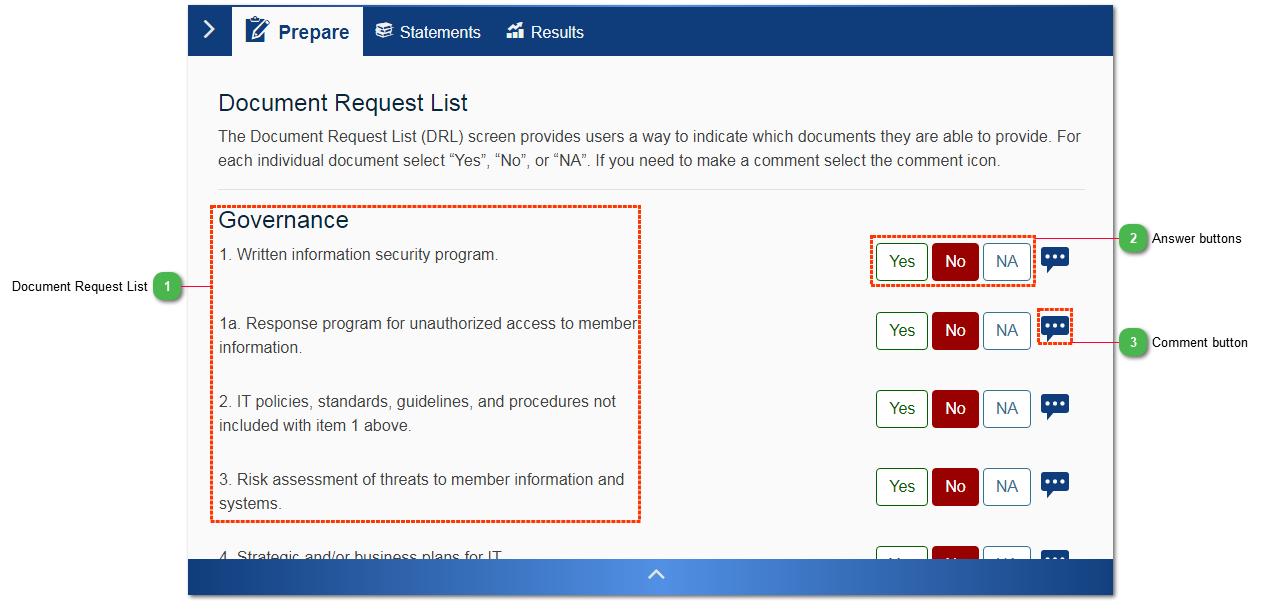 Prepare
Statements
Results
Document Request List
The Document Request List (DRL) screen provides users a way to indicate which documents they are able to provide. For
each individual document select “Yes”, “No”, or “NA”. If you need to make a comment select the comment icon.
Governance
1. Written information security program.
Yes No NA
2 Answer buttons
Document Request List 1
1a. Response program for unauthorized access to member
information.
Yes No NA
3 Comment button
2. IT policies, standards, guidelines, and procedures not
included with item 1 above.
Yes No NA
3. Risk assessment of threats to member information and
systems.
Yes No NA
4. Strategic and/or business plans for IT